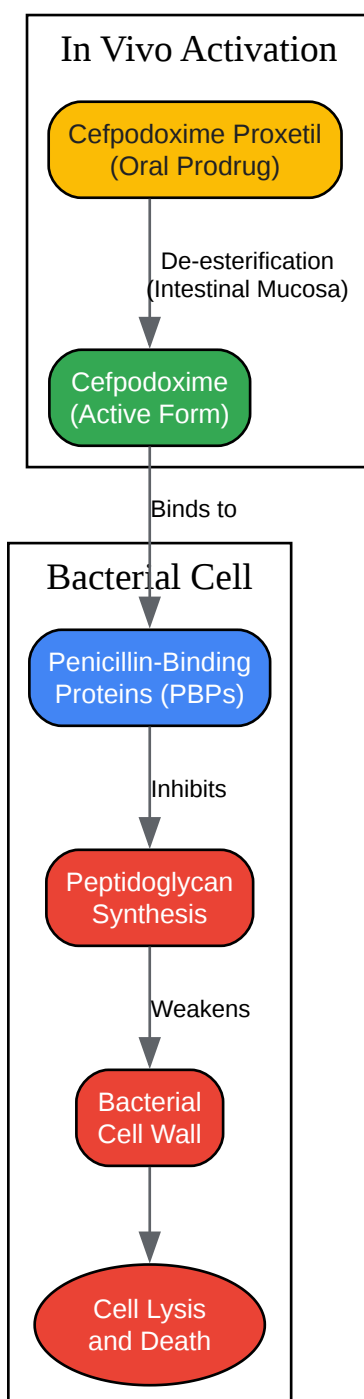 In Vivo Activation
Cefpodoxime Proxetil
(Oral Prodrug)
De-esterification
(Intestinal Mucosa)
Cefpodoxime
(Active Form)
Binds to
Bacterial Cell
Penicillin-Binding
Proteins (PBPs)
Inhibits
Peptidoglycan
Synthesis
Weakens
Bacterial
Cell Wall
Cell Lysis
and Death